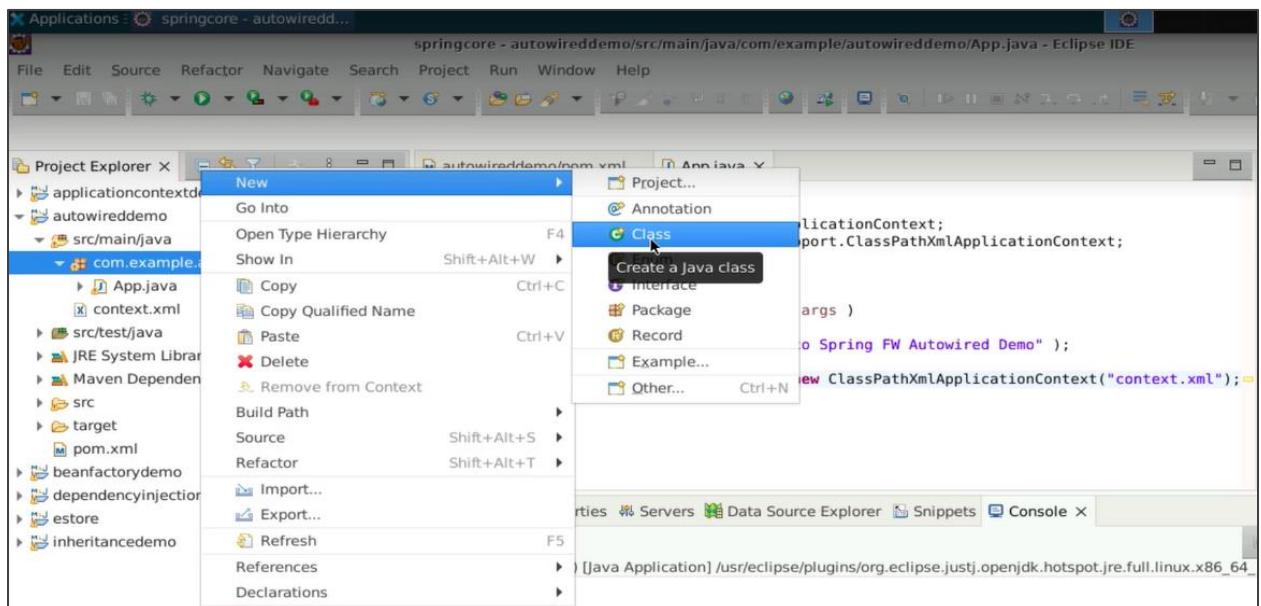 Applications springcore - autowiredd...
springcore - autowireddemo/src/main/java/com/example/autowireddemo/App.java - Eclipse IDE
File Edit Source Refactor Navigate Search Project Run Window Help
Project Explorer
applicationcontextd
autowireddemo
src/main/java
com.example.a
App.java
context.xml
src/test/java
JRE System Librar
Maven Dependen
src
target
pom.xml
beanfactorydemo
dependencyinjection
estore
inheritancedemo
New
Go Into
Open Type Hierarchy F4
Show In Shift+Alt+W
Copy Ctrl+C
Copy Qualified Name
Paste Ctrl+V
Delete
Remove from Context
Build Path
Source Shift+Alt+S
Refactor Shift+Alt+T
Import...
Export...
Refresh F5
References
Declarations
Project...
Annotation
Class
Enum
Create a Java class
Interface
Package
Record
Example...
Other... Ctrl+N
autowireddemo/pom.xml App.java
licationContext;
port.ClassPathXmlApplicationContext;
args )
o Spring FW Autowired Demo" );
ew ClassPathXmlApplicationContext("context.xml");
rties Servers Data Source Explorer Snippets Console
) [Java Application] /usr/eclipse/plugins/org.eclipse.justj.openjdk.hotspot.jre.full.linux.x86_64_